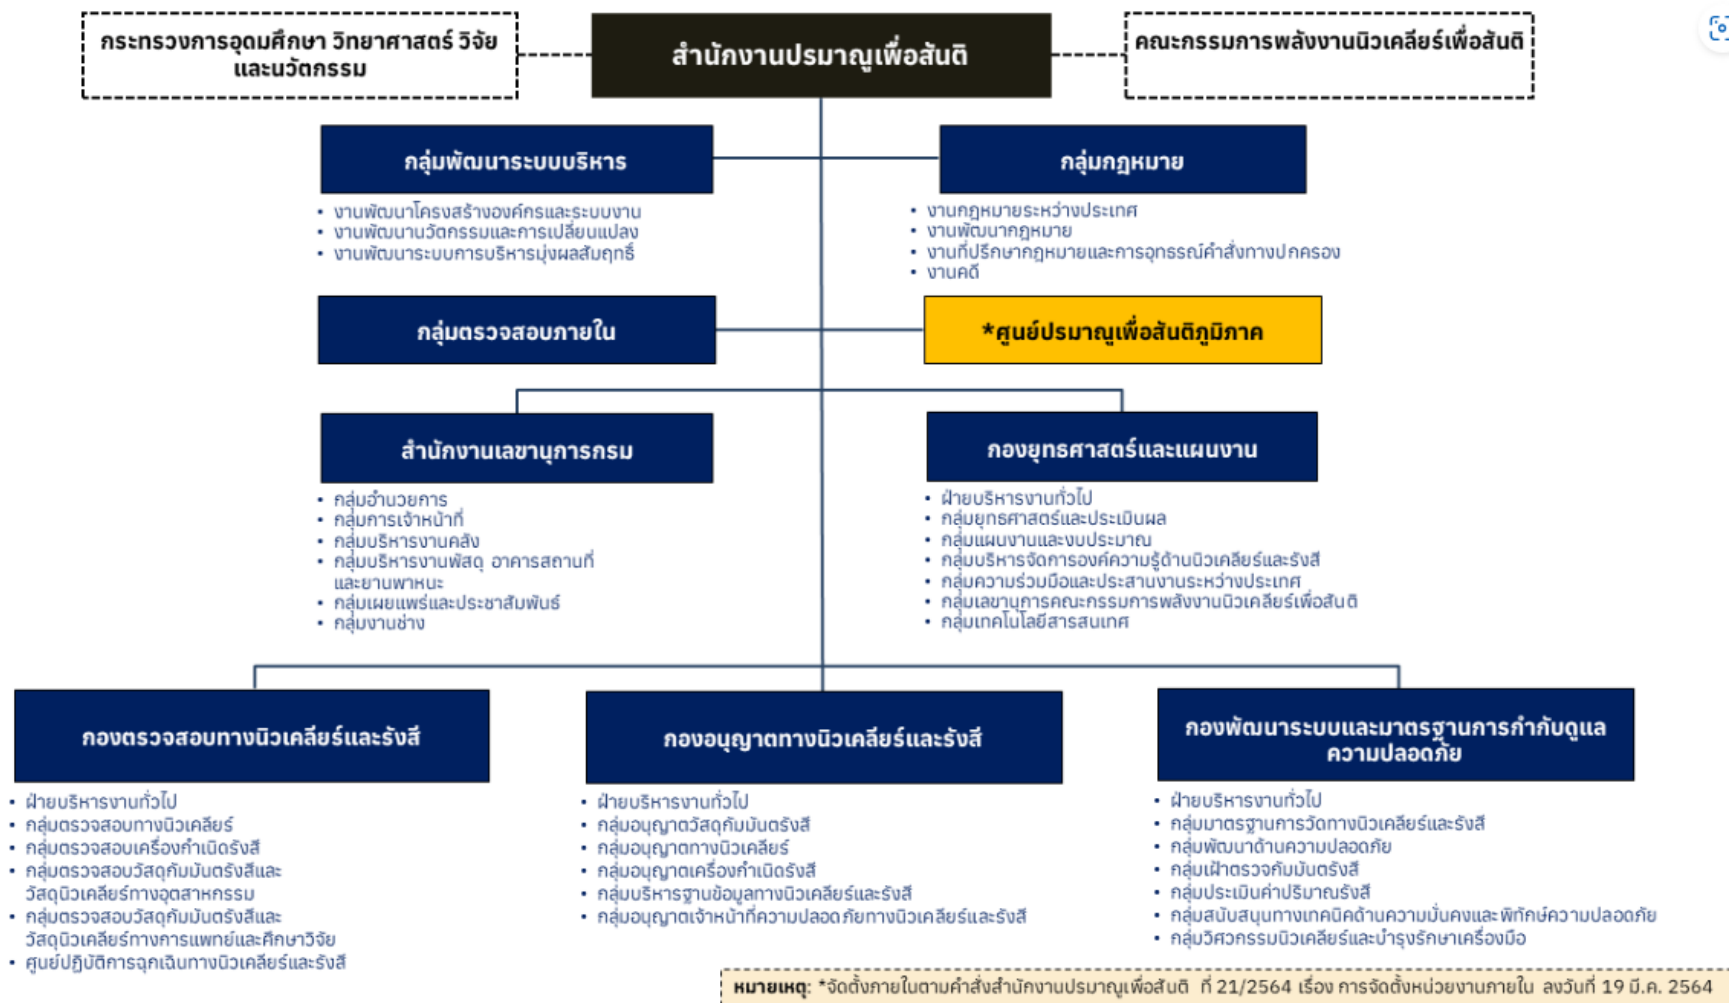 กระทรวงการอุดมศึกษา วิทยาศาสตร์ วิจัย
และนวัตกรรม
สำนักงานปรมาณูเพื่อสันติ
คณะกรรมการพลังงานนิวเคลียร์เพื่อสันติ
กลุ่มพัฒนาระบบบริหาร
• งานพัฒนาโครงสร้างองค์กรและระบบงาน
• งานพัฒนานวัตกรรมและการเปลี่ยนแปลง
• งานพัฒนาระบบการบริหารมุ่งผลสัมฤทธิ์
กลุ่มกฎหมาย
• งานกฎหมายระหว่างประเทศ
• งานพัฒนากฎหมาย
• งานที่ปรึกษากฎหมายและการอุทธรณ์คำสั่งทางปกครอง
• งานคดี
กลุ่มตรวจสอบภายใน
*ศูนย์ปรมาณูเพื่อสันติภูมิภาค
สำนักงานเลขานุการกรม
• กลุ่มอำนวยการ
• กลุ่มการเจ้าหน้าที่
• กลุ่มบริหารงานคลัง
• กลุ่มบริหารงานพัสดุ อาคารสถานที่
และยานพาหนะ
• กลุ่มเผยแพร่และประชาสัมพันธ์
• กลุ่มงานช่าง
กองยุทธศาสตร์และแผนงาน
• ฝ่ายบริหารงานทั่วไป
• กลุ่มยุทธศาสตร์และประเมินผล
• กลุ่มแผนงานและงบประมาณ
• กลุ่มบริหารจัดการองค์ความรู้ด้านนิวเคลียร์และรังสี
• กลุ่มความร่วมมือและประสานงานระหว่างประเทศ
• กลุ่มเลขานุการคณะกรรมการพลังงานนิวเคลียร์เพื่อสันติ
• กลุ่มเทคโนโลยีสารสนเทศ
กองตรวจสอบทางนิวเคลียร์และรังสี
• ฝ่ายบริหารงานทั่วไป
• กลุ่มตรวจสอบทางนิวเคลียร์
• กลุ่มตรวจสอบเครื่องกำเนิดรังสี
• กลุ่มตรวจสอบวัสดุกัมมันตรังสีและ
วัสดุนิวเคลียร์ทางอุตสาหกรรม
• กลุ่มตรวจสอบวัสดุกัมมันตรังสีและ
วัสดุนิวเคลียร์ทางการแพทย์และศึกษาวิจัย
• ศูนย์ปฏิบัติการฉุกเฉินทางนิวเคลียร์และรังสี
กองอนุญาตทางนิวเคลียร์และรังสี
• ฝ่ายบริหารงานทั่วไป
• กลุ่มอนุญาตวัสดุกัมมันตรังสี
• กลุ่มอนุญาตทางนิวเคลียร์
• กลุ่มอนุญาตเครื่องกำเนิดรังสี
• กลุ่มบริหารฐานข้อมูลทางนิวเคลียร์และรังสี
• กลุ่มอนุญาตเจ้าหน้าที่ความปลอดภัยทางนิวเคลียร์และรังสี
กองพัฒนาระบบและมาตรฐานการกำกับดูแล
ความปลอดภัย
• ฝ่ายบริหารงานทั่วไป
• กลุ่มมาตรฐานการวัดทางนิวเคลียร์และรังสี
• กลุ่มพัฒนาด้านความปลอดภัย
• กลุ่มเฝ้าตรวจกัมมันตรังสี
• กลุ่มประเมินค่าปริมาณรังสี
• กลุ่มสนับสนุนทางเทคนิคด้านความมั่นคงและพิทักษ์ความปลอดภัย
• กลุ่มวิศวกรรมนิวเคลียร์และบำรุงรักษาเครื่องมือ
หมายเหตุ: *จัดตั้งภายในตามคำสั่งสำนักงานปรมาณูเพื่อสันติ ที่ 21/2564 เรื่อง การจัดตั้งหน่วยงานภายใน ลงวันที่ 19 มี.ค. 2564